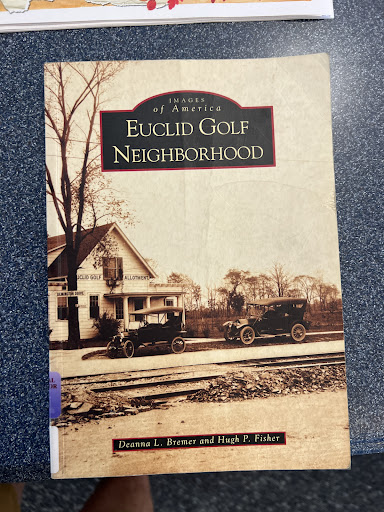 IMAGES
of America
EUCLID GOLF
NEIGHBORHOOD
EUCLID GOLF ALLOTMENT
Deanna L. Bremer and Hugh P. Fisher